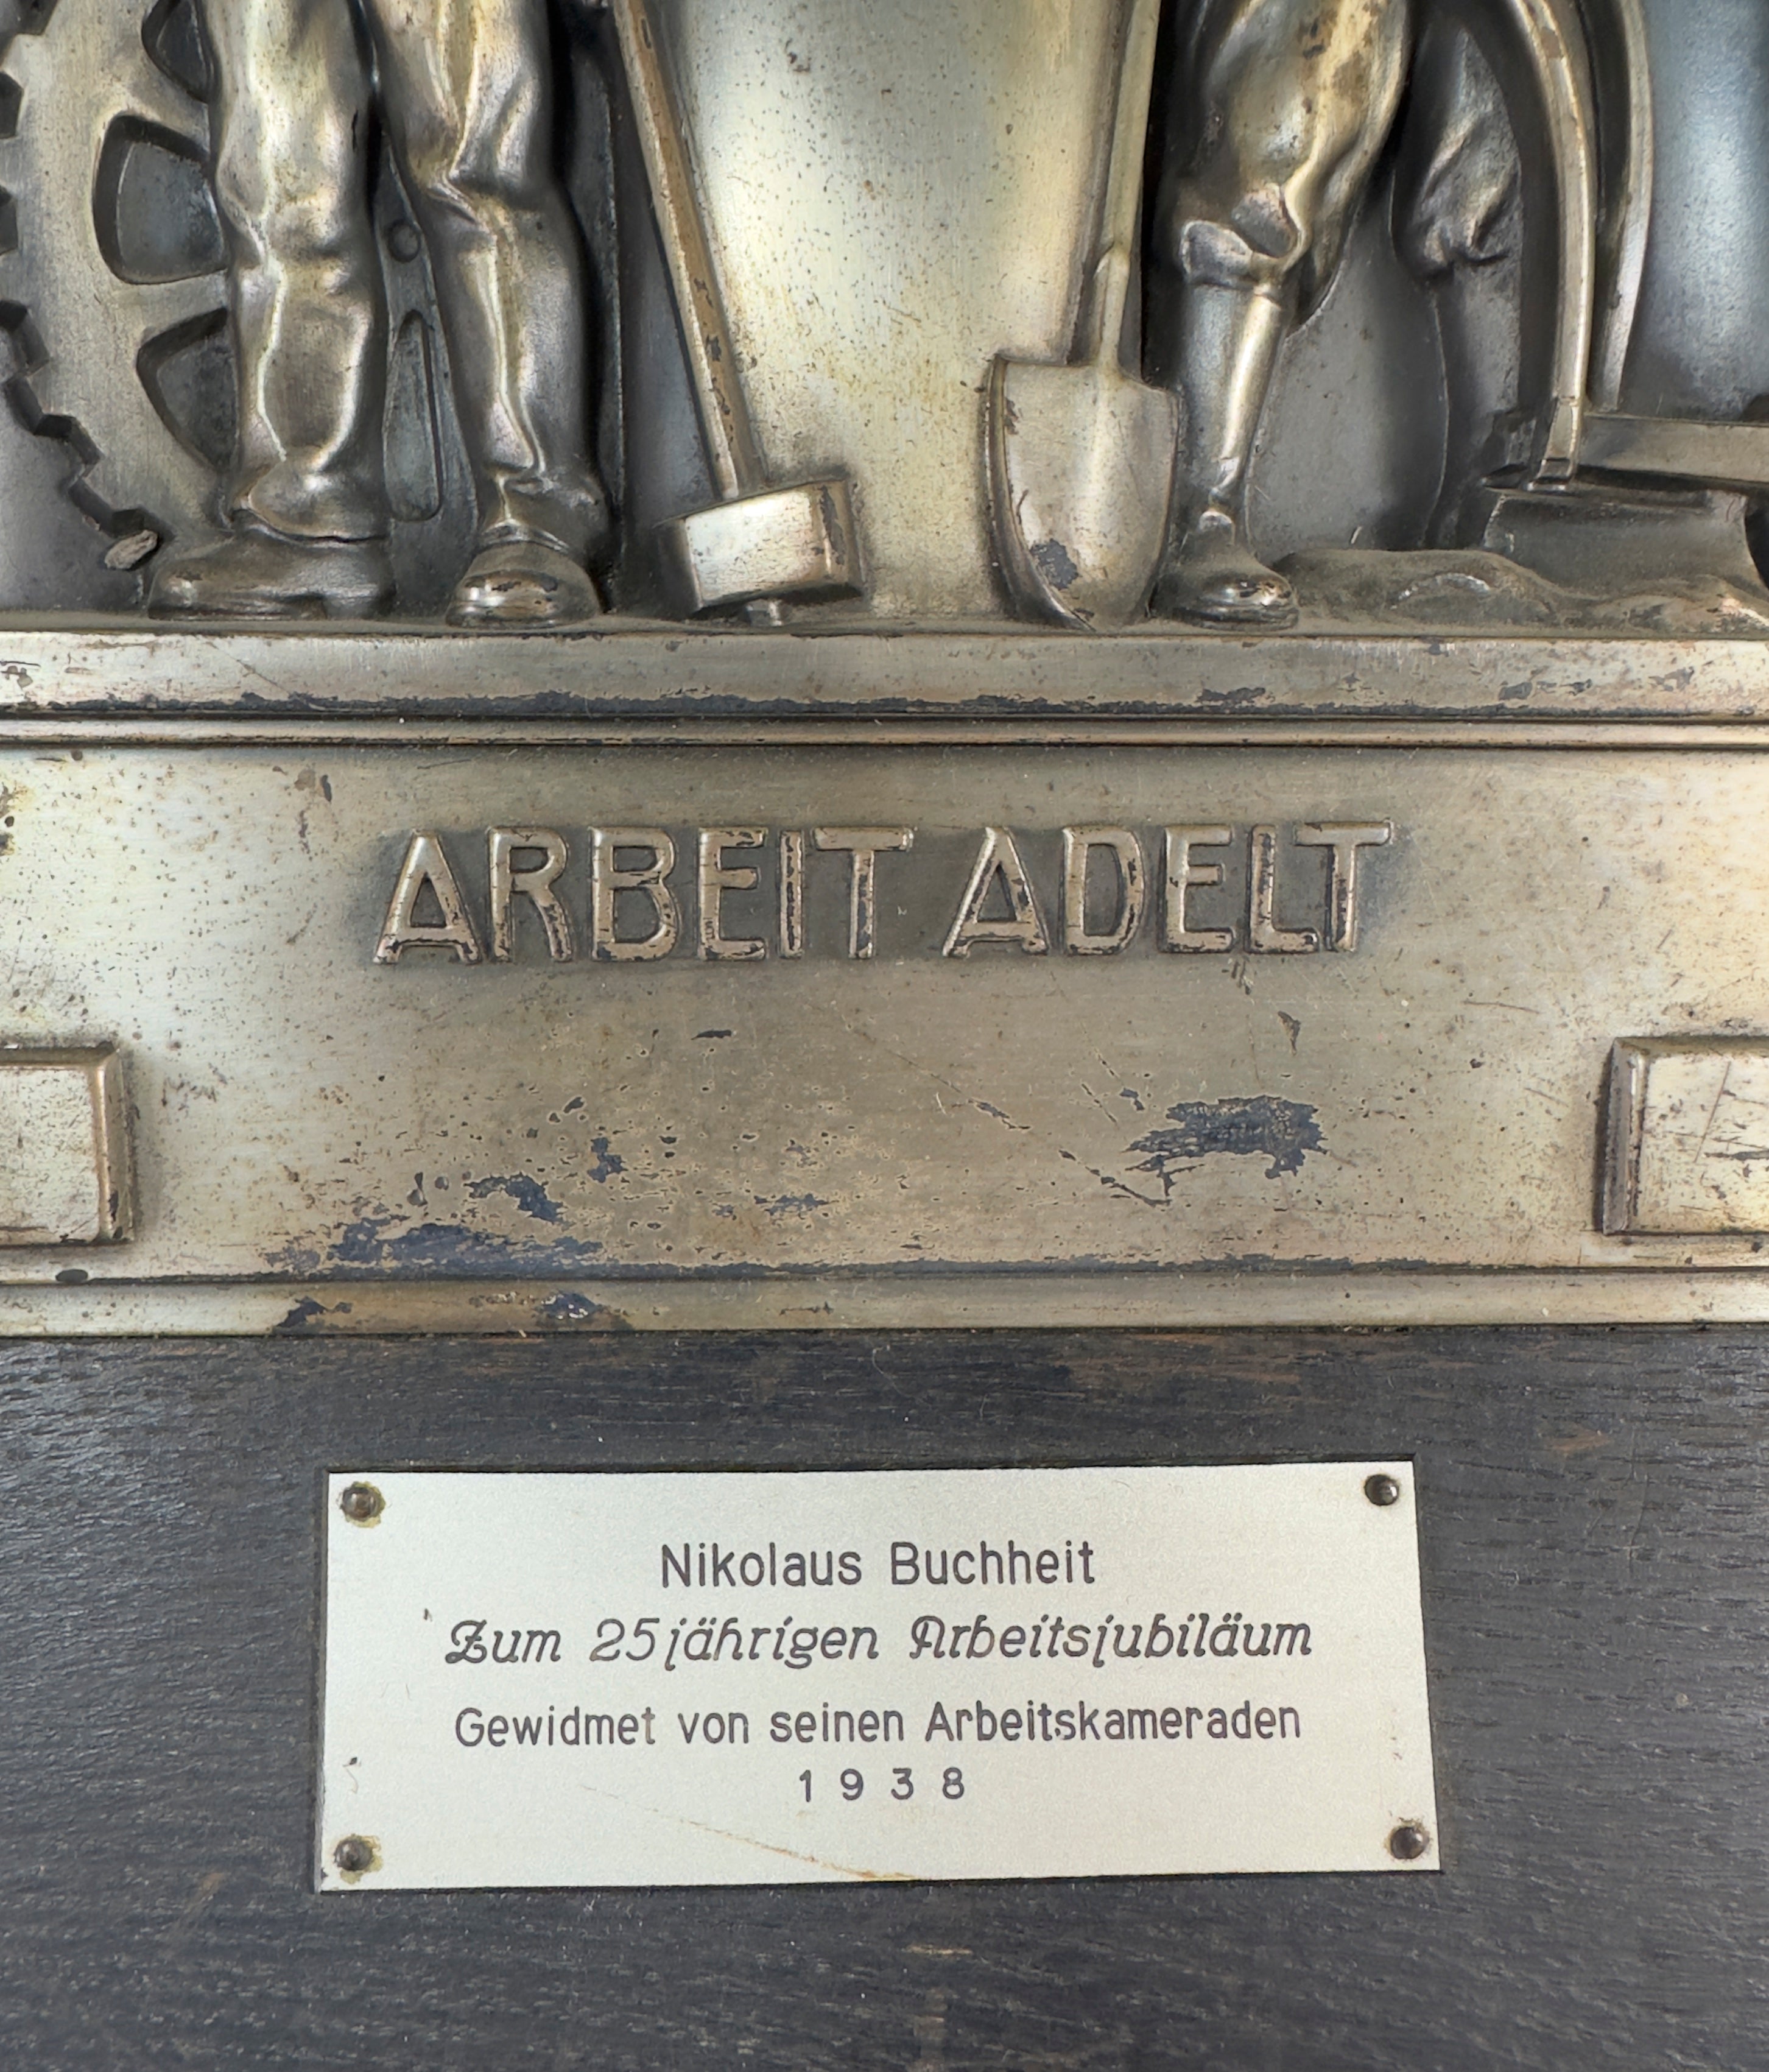 ARBEIT ADELT
Nikolaus Buchheit
Zum 25jährigen Arbeitsjubiläum
Gewidmet von seinen Arbeitskameraden
1938